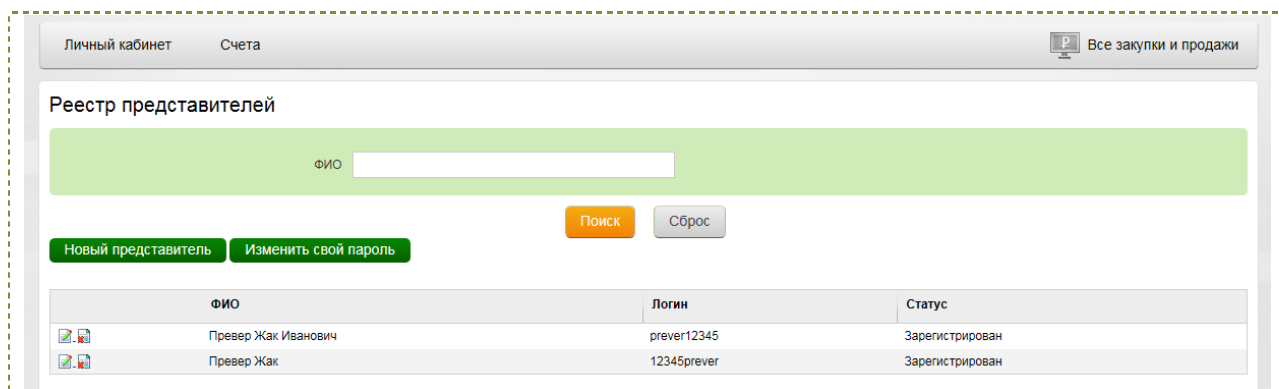 Личный кабинет Счета Все закупки и продажи
Реестр представителей
ФИО
Поиск Сброс
Новый представитель Изменить свой пароль
ФИО Логин Статус
Превер Жак Иванович prever12345 Зарегистрирован
Превер Жак 12345prever Зарегистрирован